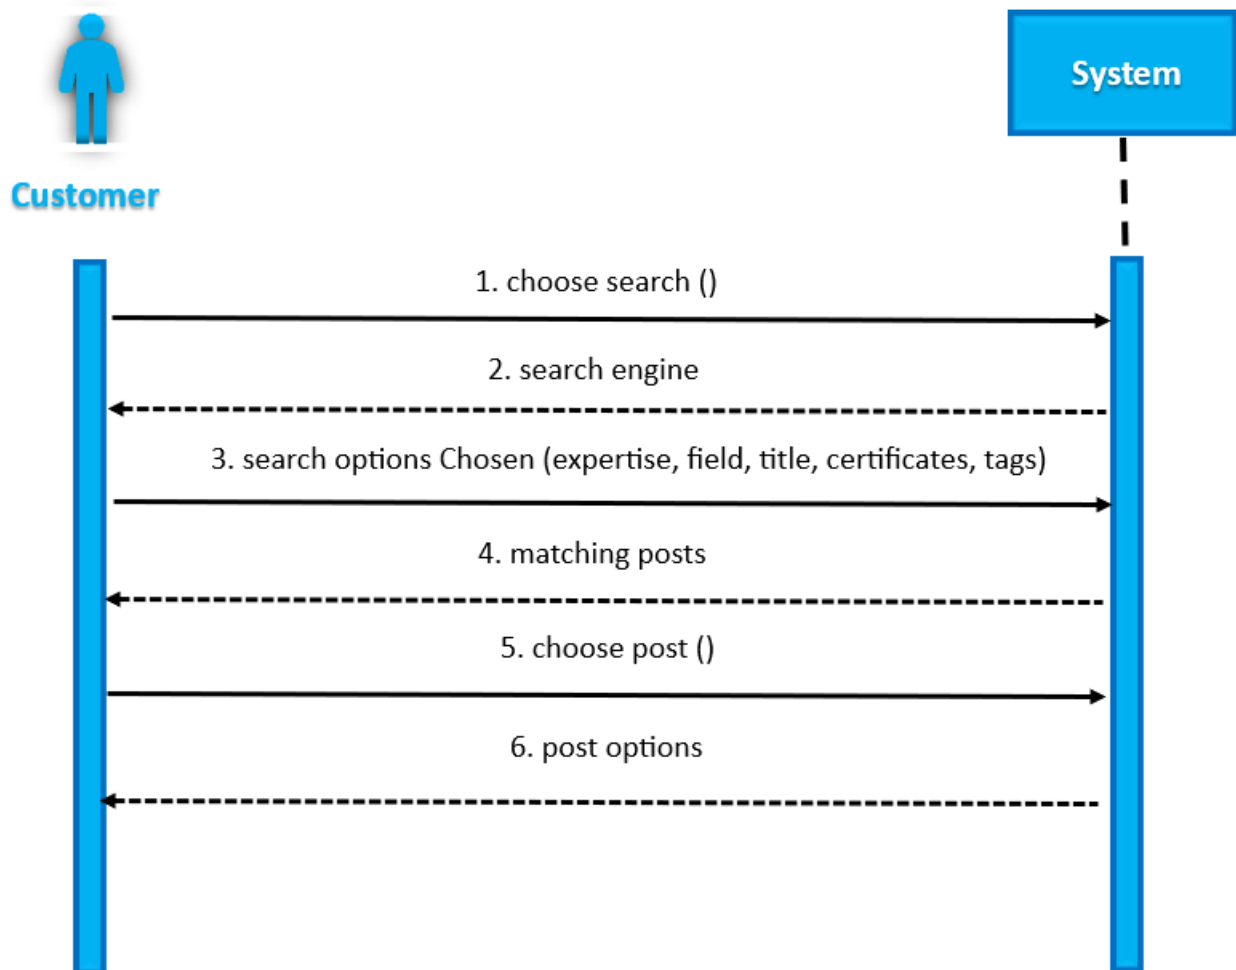 System
Customer
1. choose search ()
2. search engine
3. search options Chosen (expertise, field, title, certificates, tags)
4. matching posts
5. choose post ()
6. post options